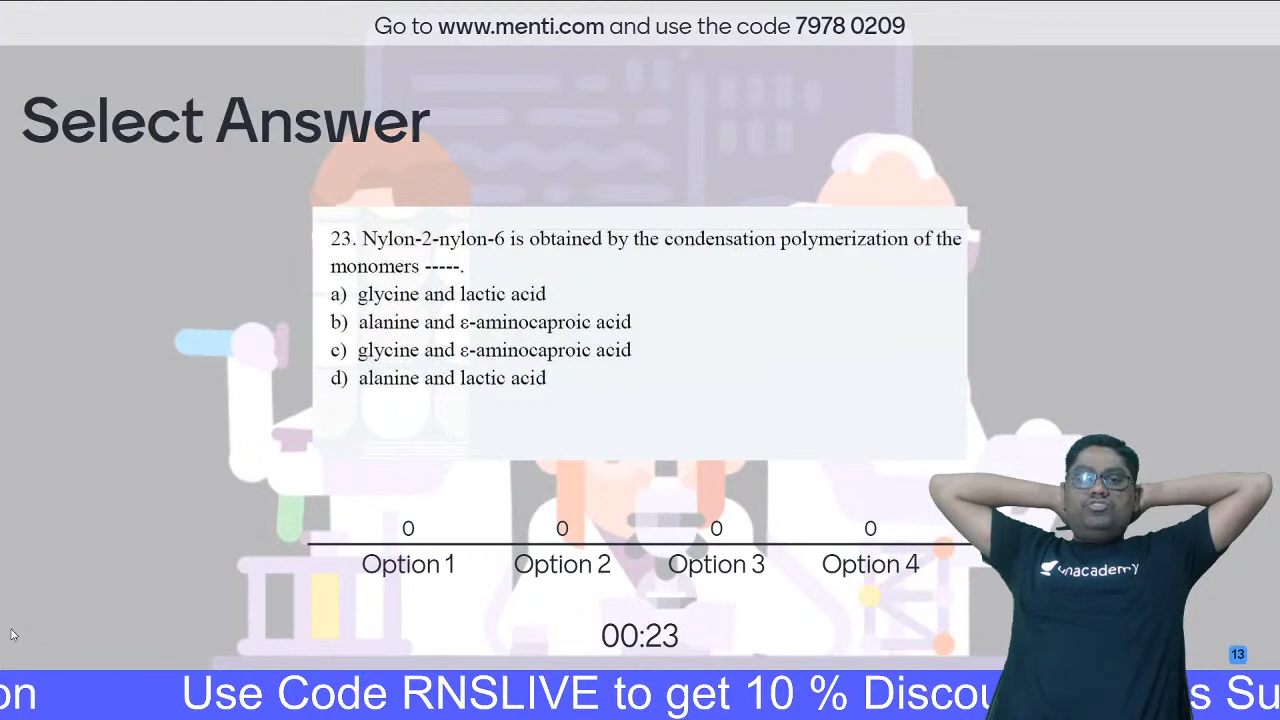 Go to www.menti.com and use the code 7978 0209
Select Answer
23. Nylon-2-nylon-6 is obtained by the condensation polymerization of the
monomers -----.
a) glycine and lactic acid
b) alanine and ε-aminocaproic acid
c) glycine and ε-aminocaproic acid
d) alanine and lactic acid
0 0 0 0
Option 1 Option 2 Option 3 Option 4
unacademy
00:23
13
on Use Code RNSLIVE to get 10 % Discou s Su